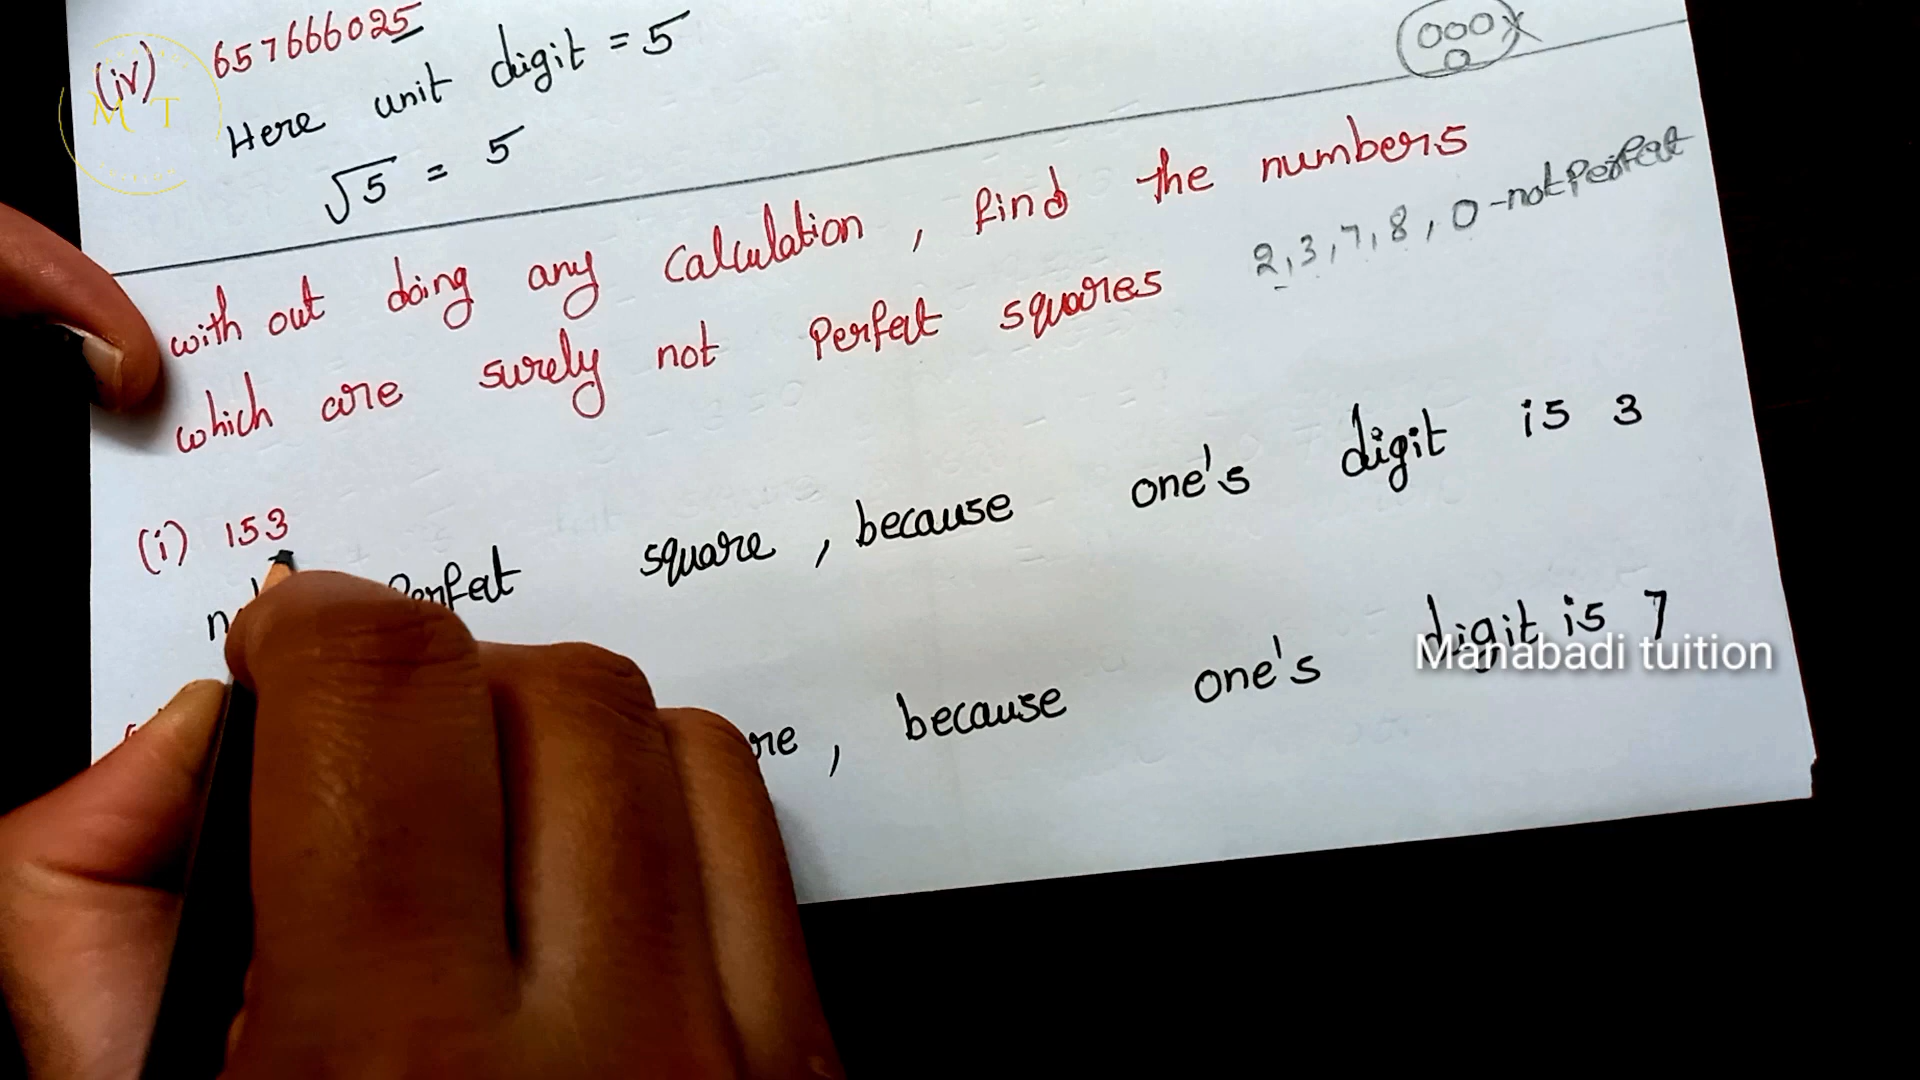 (iv) 657666025
Here unit digit = 5
√5 = 5
000X
0
with out doing any calculation, find the numbers
which are surely not Perfect squares 2,3,7,8, 0 -not Perfect
(i) 153
Perfect square, because one's digit is 3
because one's digit is 7
M T
Manabadi tuition